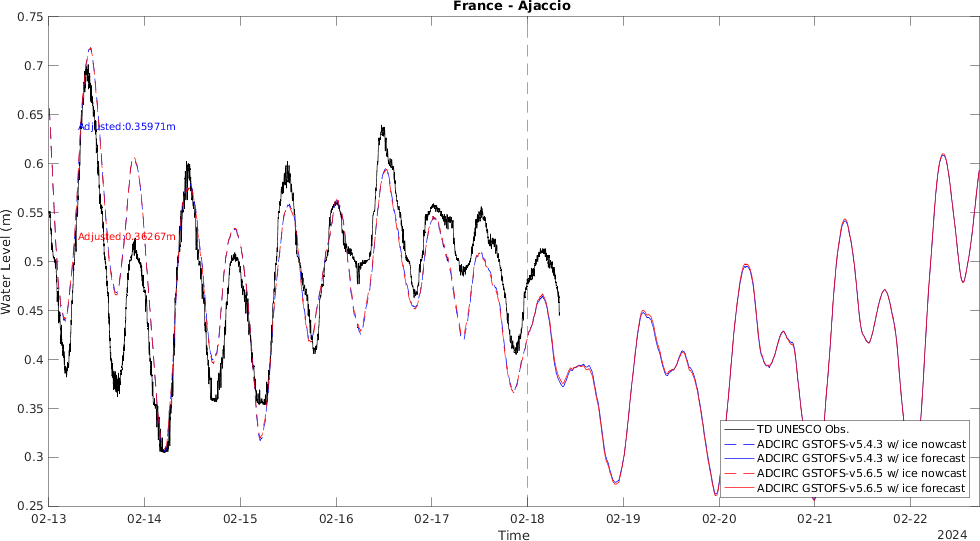 France - Ajaccio
0.75
0.7
0.65
0.6
0.55
0.5
0.45
0.4
0.35
0.3
0.25
Water Level (m)
Adjusted:0.35971m
Adjusted:0.36267m
TD UNESCO Obs.
ADCIRC GSTOFS-v5.4.3 w/ ice nowcast
ADCIRC GSTOFS-v5.4.3 w/ ice forecast
ADCIRC GSTOFS-v5.6.5 w/ ice nowcast
ADCIRC GSTOFS-v5.6.5 w/ ice forecast
02-13 02-14 02-15 02-16 02-17 02-18 02-19 02-20 02-21 02-22
Time
2024